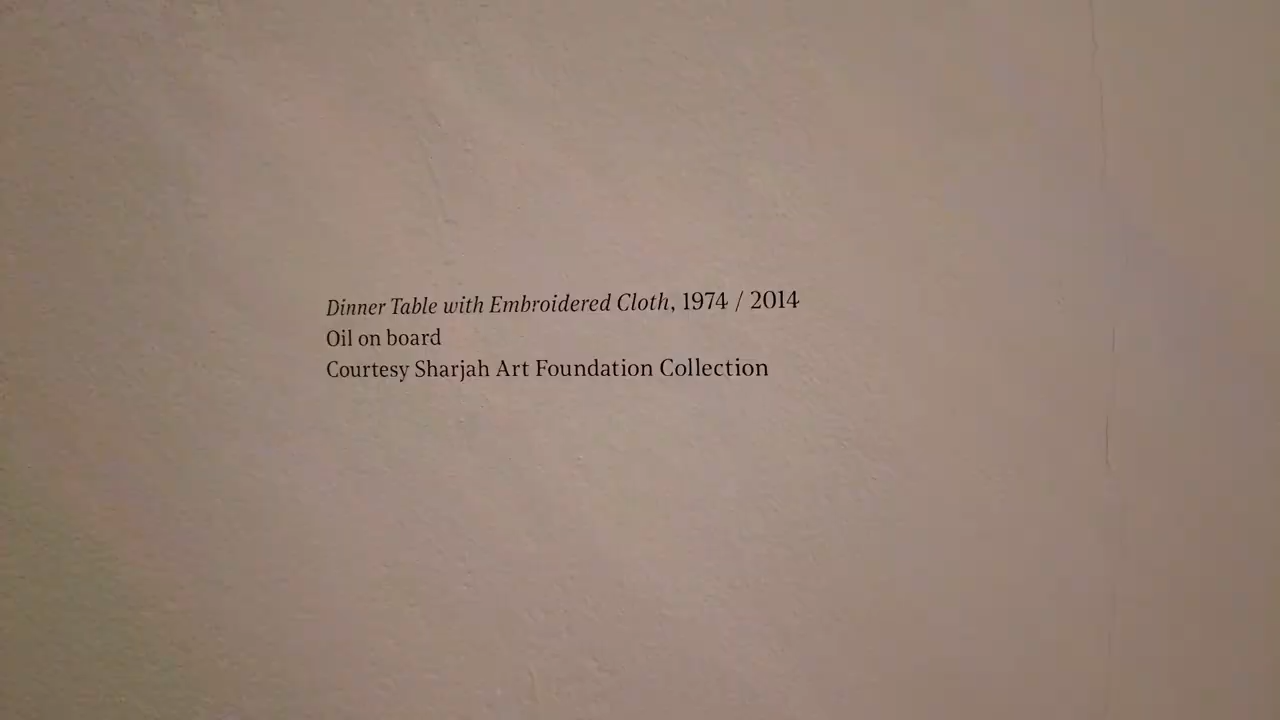 Dinner Table with Embroidered Cloth, 1974 / 2014
Oil on board
Courtesy Sharjah Art Foundation Collection